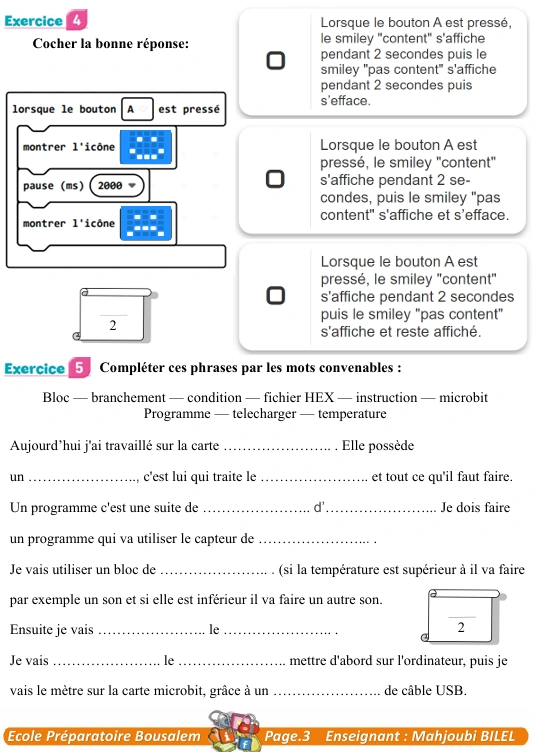 Exercice 4
Cocher la bonne réponse:
lorsque le bouton A est pressé
montrer l'icône
pause (ms) 2000
montrer l'icône
2
Lorsque le bouton A est pressé,
le smiley "content" s'affiche
pendant 2 secondes puis le
smiley "pas content" s'affiche
pendant 2 secondes puis
s'efface.
Lorsque le bouton A est
pressé, le smiley "content"
s'affiche pendant 2 se-
condes, puis le smiley "pas
content" s'affiche et s'efface.
Lorsque le bouton A est
pressé, le smiley "content"
s'affiche pendant 2 secondes
puis le smiley "pas content"
s'affiche et reste affiché.
Exercice 5 Compléter ces phrases par les mots convenables :
Bloc — branchement — condition — fichier HEX — instruction — microbit
Programme — telecharger — temperature
Aujourd'hui j'ai travaillé sur la carte ………………….. . Elle possède
un ………………….., c'est lui qui traite le ………………….. et tout ce qu'il faut faire.
Un programme c'est une suite de ………………….. d'………………….. Je dois faire
un programme qui va utiliser le capteur de ………………….. .
Je vais utiliser un bloc de ………………….. . (si la température est supérieur à il va faire
par exemple un son et si elle est inférieur il va faire un autre son.
Ensuite je vais ………………….. le ………………….. .
2
Je vais ………………….. le ………………….. mettre d'abord sur l'ordinateur, puis je
vais le mètre sur la carte microbit, grâce à un ………………….. de câble USB.
Ecole Préparatoire Bousalem Page.3 Enseignant : Mahjoubi BILEL